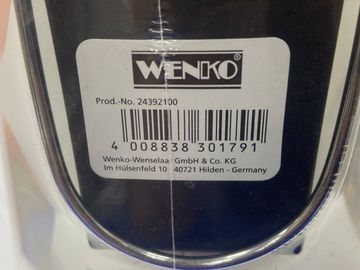 WENKO®
Prod.-No. 24392100
4 008838 301791
Wenko-Wenselaar GmbH & Co. KG
Im Hülsenfeld 10 · 40721 Hilden - Germany